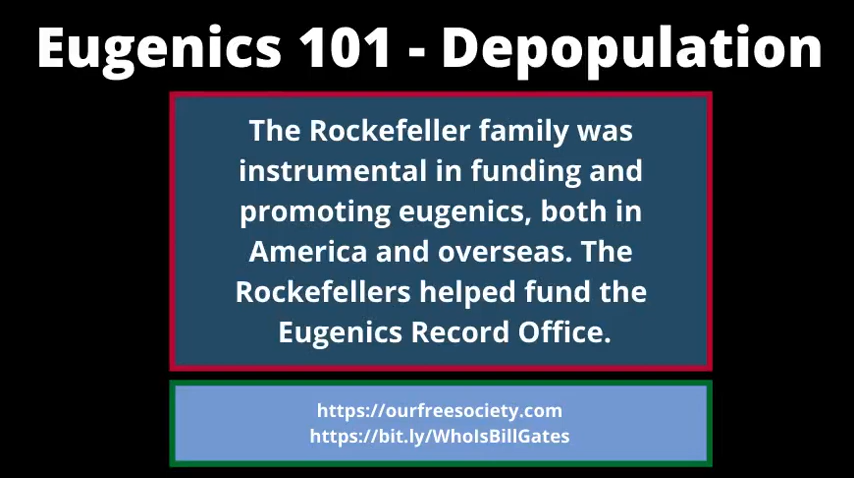 Eugenics 101 - Depopulation
The Rockefeller family was
instrumental in funding and
promoting eugenics, both in
America and overseas. The
Rockefellers helped fund the
Eugenics Record Office.
https://ourfreesociety.com
https://bit.ly/WhoIsBillGates